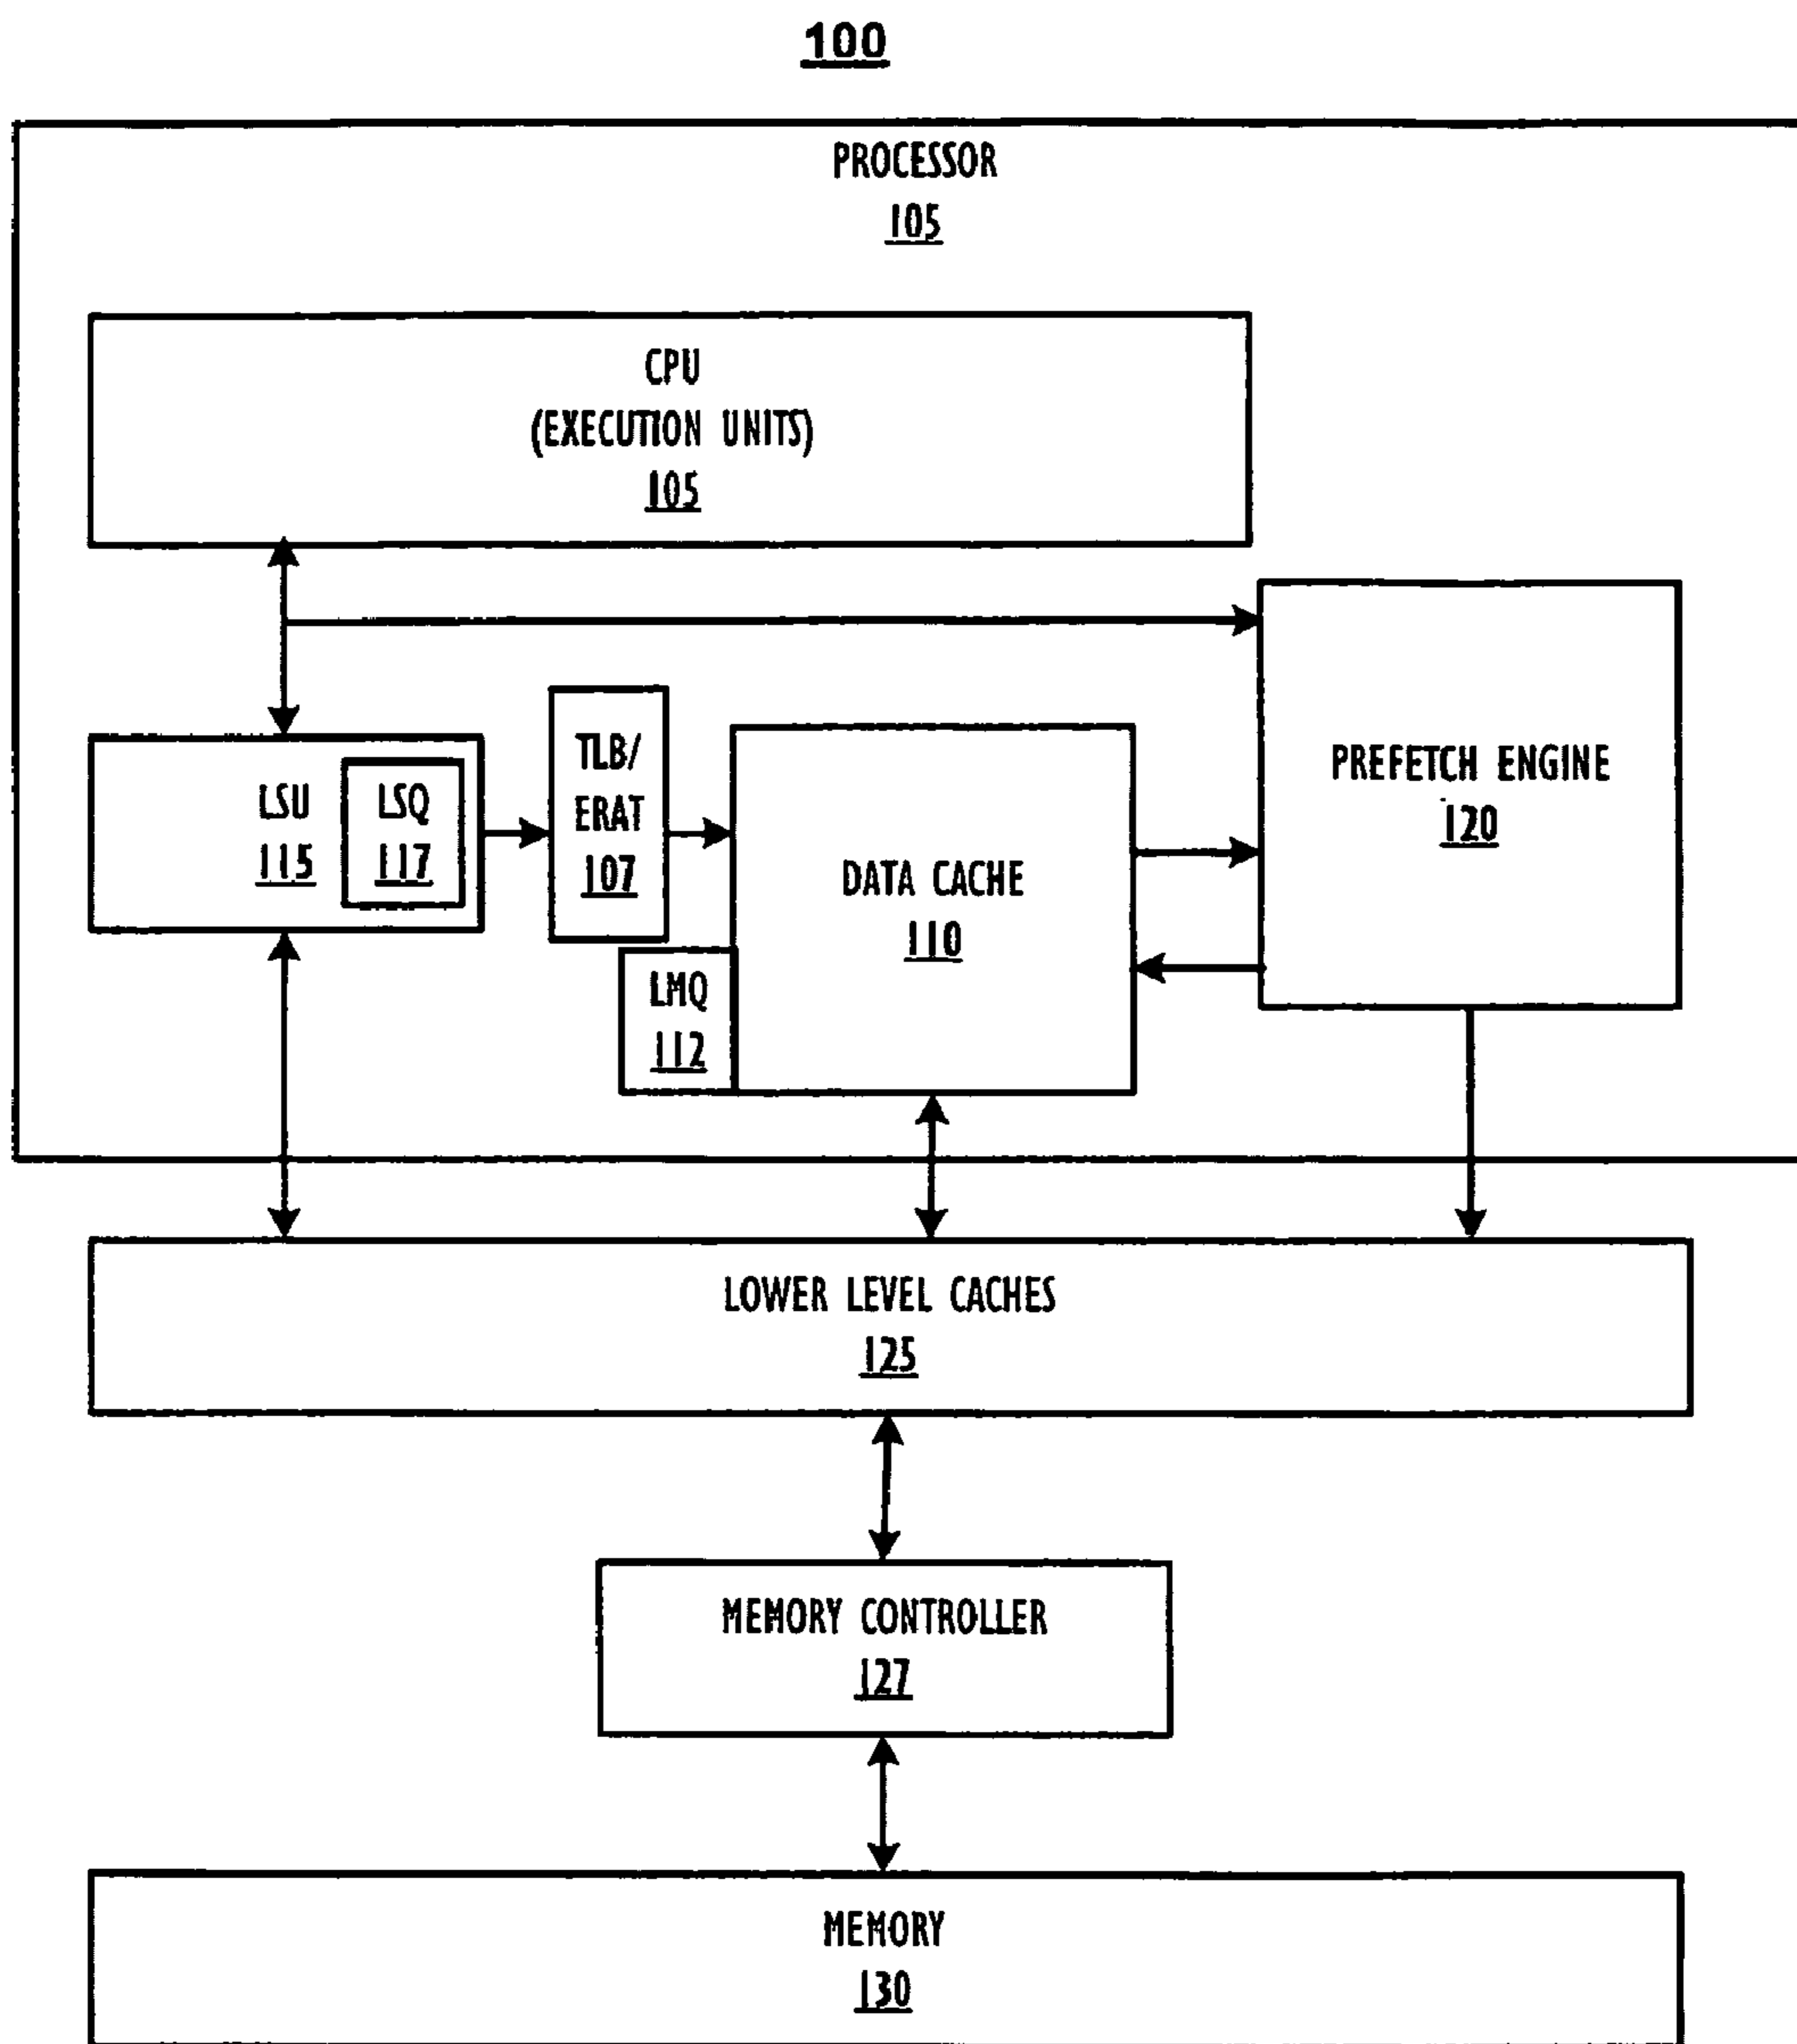 100
PROCESSOR
105
CPU
(EXECUTION UNITS)
105
PREFETCH ENGINE
120
LSU
115
LSQ
117
TLB/
ERAT
107
DATA CACHE
110
LMQ
112
LOWER LEVEL CACHES
125
MEMORY CONTROLLER
127
MEMORY
130